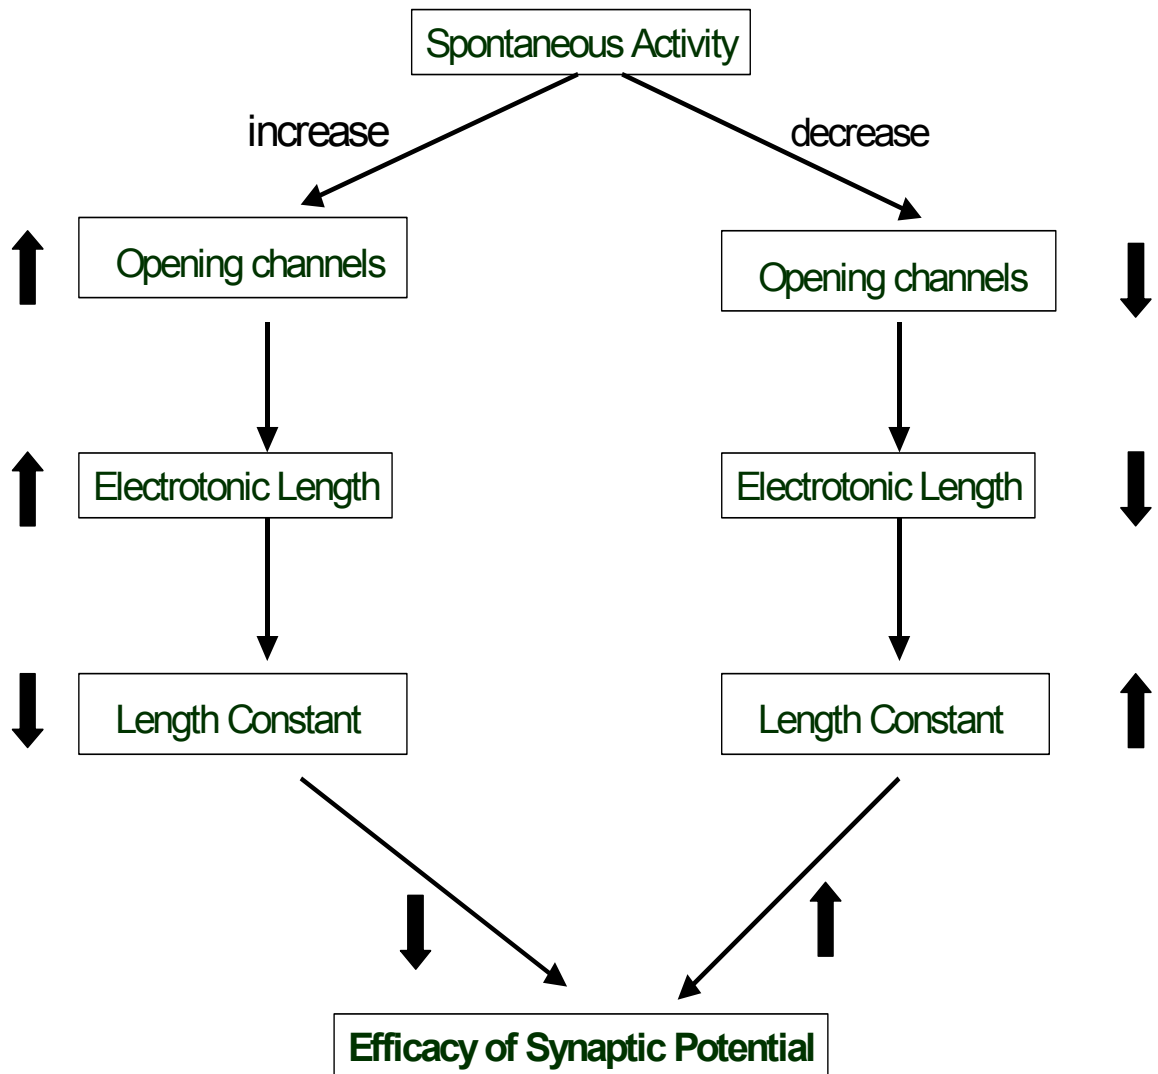 Spontaneous Activity
increase
decrease
Opening channels
Opening channels
Electrotonic Length
Electrotonic Length
Length Constant
Length Constant
Efficacy of Synaptic Potential